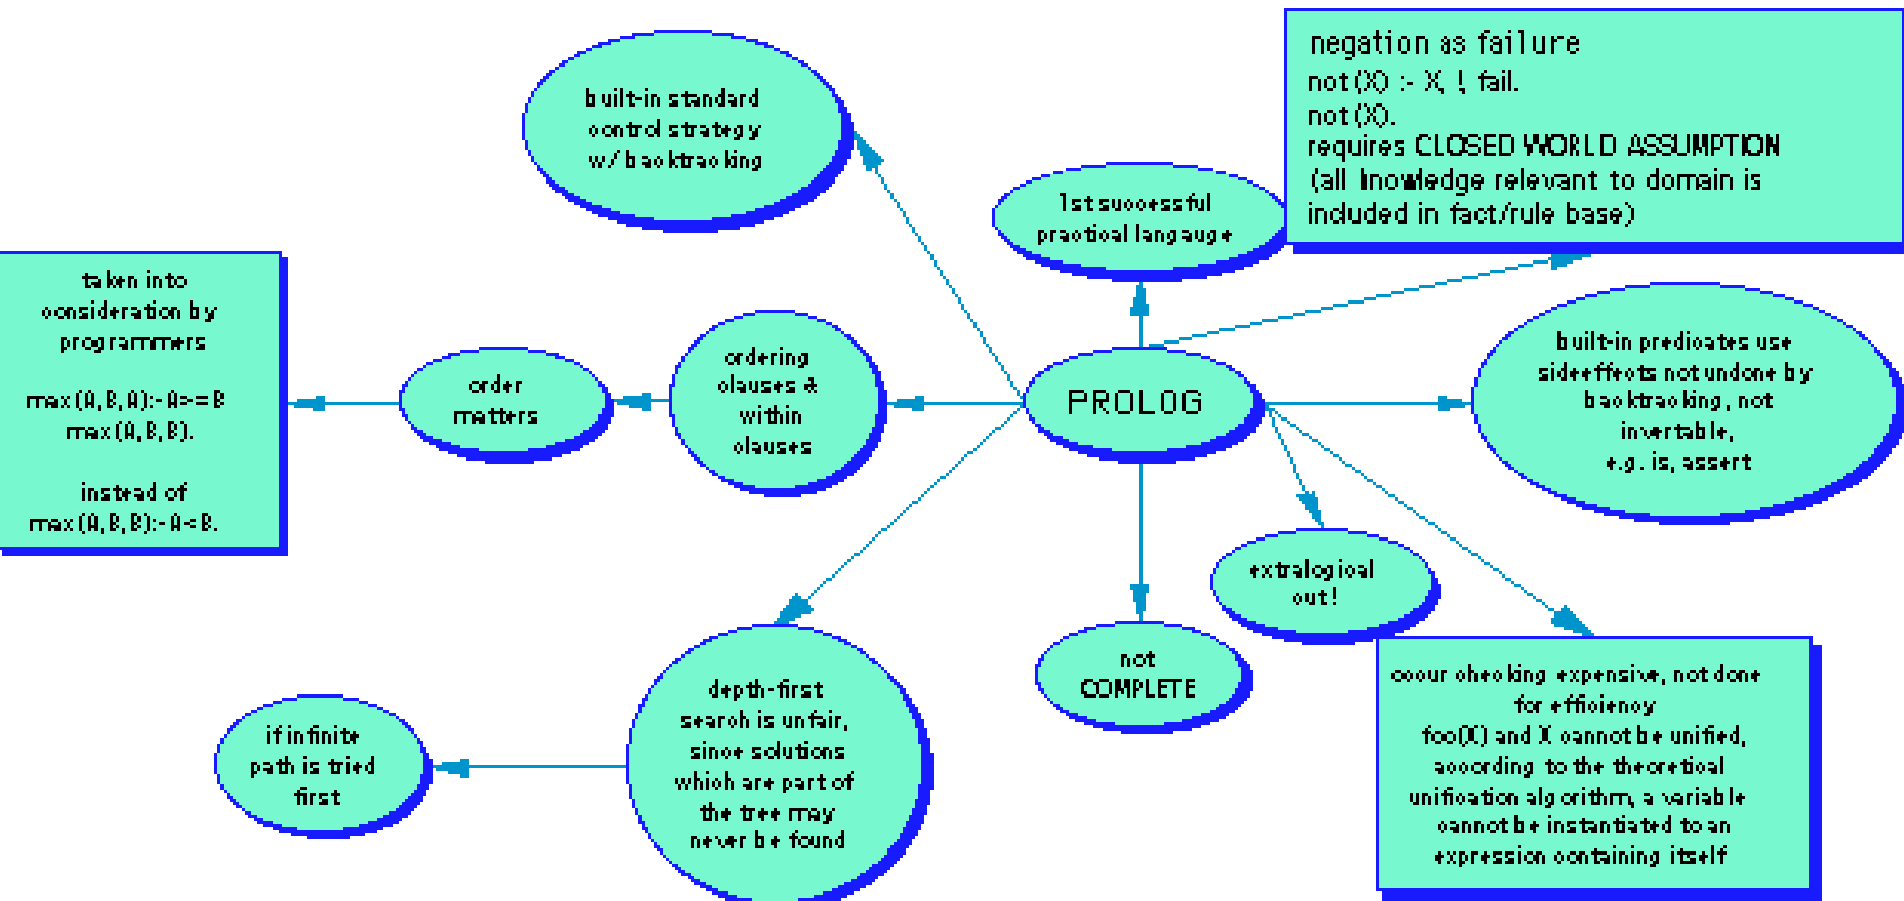 built-in standard
control strategy
w/ backtracking
negation as failure
not(X) :- X, !, fail.
not(X).
requires CLOSED WORLD ASSUMPTION
(all knowledge relevant to domain is
included in fact/rule base)
1st successful
practical langauge
taken into
consideration by
programmers
max(A,B,A):-A>=B
max(A,B,B).
instead of
max(A,B,B):-A<B.
order
matters
ordering
clauses &
within
clauses
PROLOG
built-in predicates use
sideeffects not undone by
backtracking, not
invertable,
e.g. is, assert
extralogical
cut!
not
COMPLETE
depth-first
search is unfair,
since solutions
which are part of
the tree may
never be found
if infinite
path is tried
first
occur checking expensive, not done
for efficiency
foo(X) and X cannot be unified,
according to the theoretical
unification algorithm, a variable
cannot be instantiated to an
expression containing itself